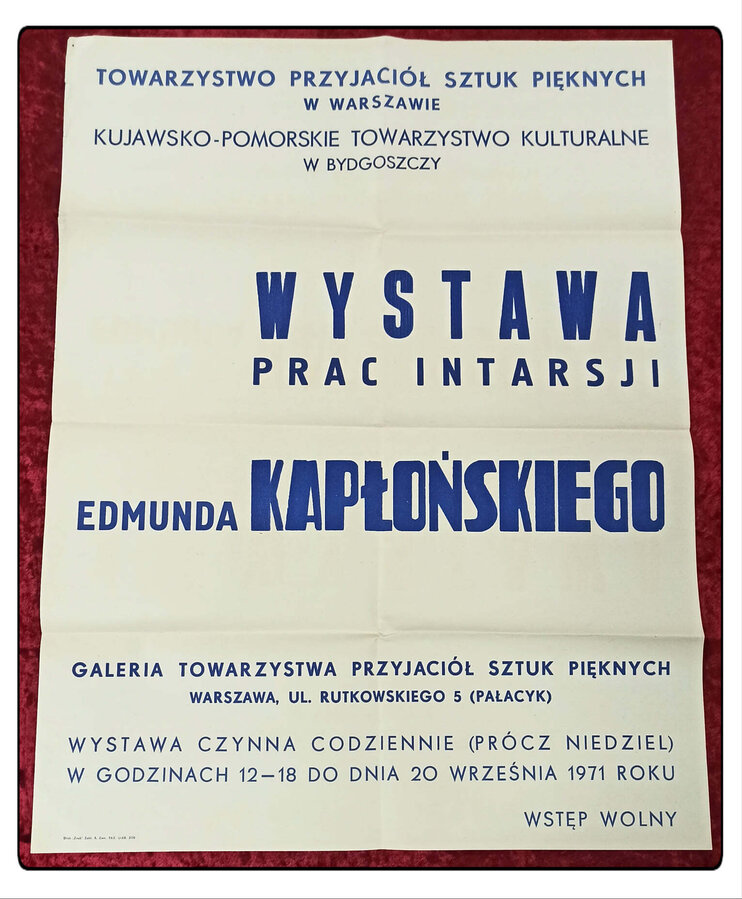 TOWARZYSTWO PRZYJACIÓŁ SZTUK PIĘKNYCH
W WARSZAWIE
KUJAWSKO-POMORSKIE TOWARZYSTWO KULTURALNE
W BYDGOSZCZY
WYSTAWA
PRAC INTARSJI
EDMUNDA KAPŁOŃSKIEGO
GALERIA TOWARZYSTWA PRZYJACIÓŁ SZTUK PIĘKNYCH
WARSZAWA, UL. RUTKOWSKIEGO 5 (PAŁACYK)
WYSTAWA CZYNNA CODZIENNIE (PRÓCZ NIEDZIEL)
W GODZINACH 12—18 DO DNIA 20 WRZEŚNIA 1971 ROKU
WSTĘP WOLNY